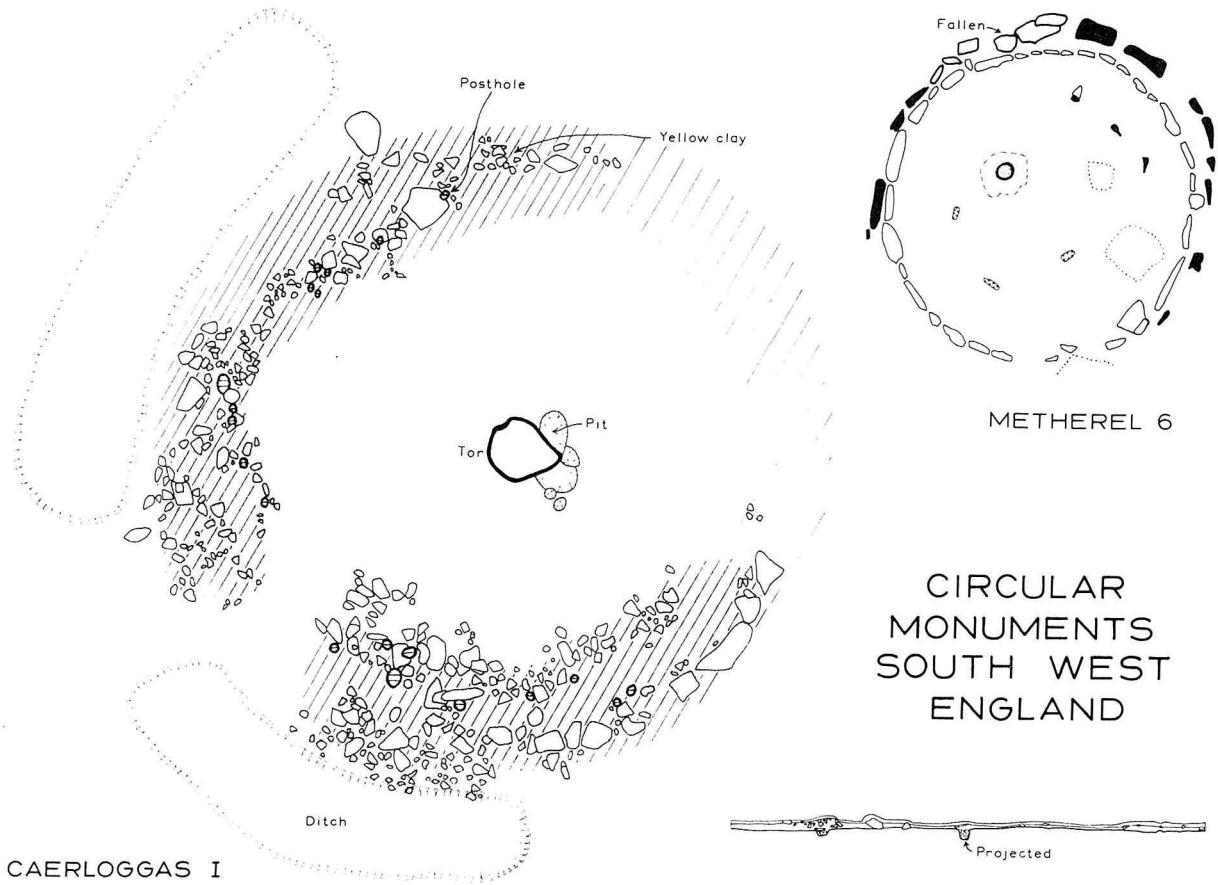 Fallen
Posthole
Yellow clay
METHEREL 6
Pit
Tor
CIRCULAR
MONUMENTS
SOUTH WEST
ENGLAND
Ditch
Projected
CAERLOGGAS I